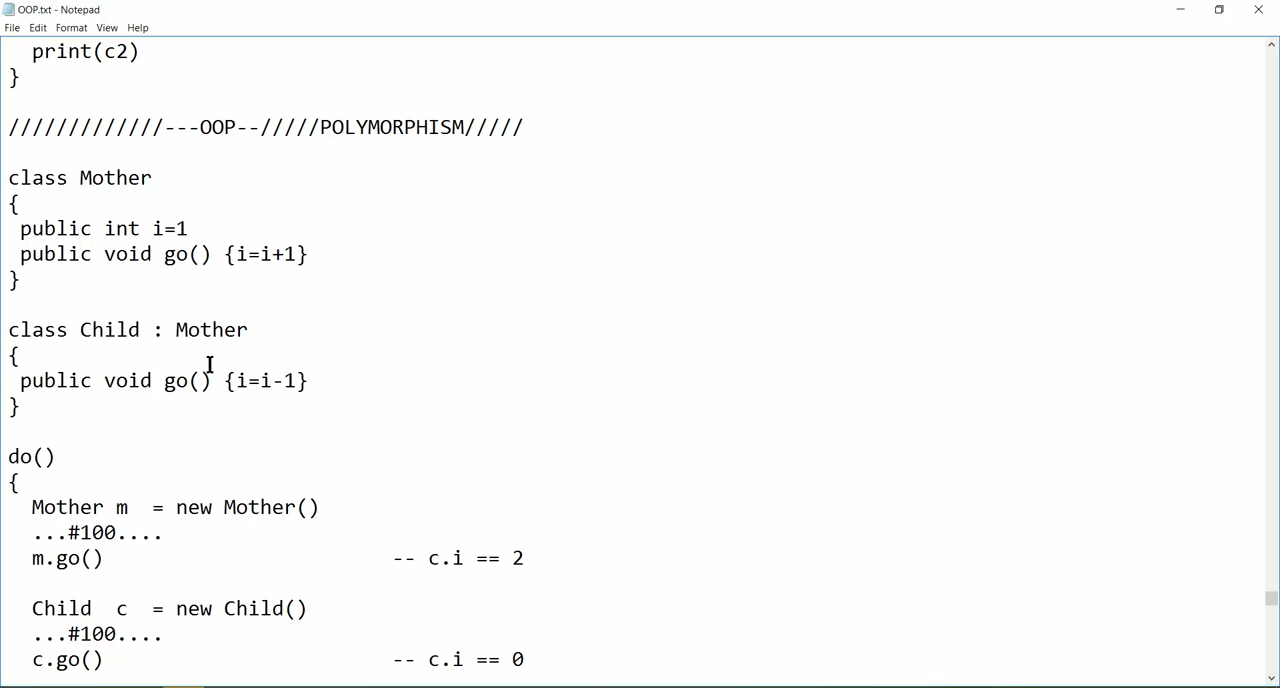 OOP.txt - Notepad
File Edit Format View Help
print(c2)
}
/////////////---OOP--/////POLYMORPHISM/////
class Mother
{
public int i=1
public void go() {i=i+1}
}
class Child : Mother
{
public void go() {i=i-1}
}
do()
{
Mother m  = new Mother()
...#100....
m.go()                        -- c.i == 2
Child  c  = new Child()
...#100....
c.go()                        -- c.i == 0